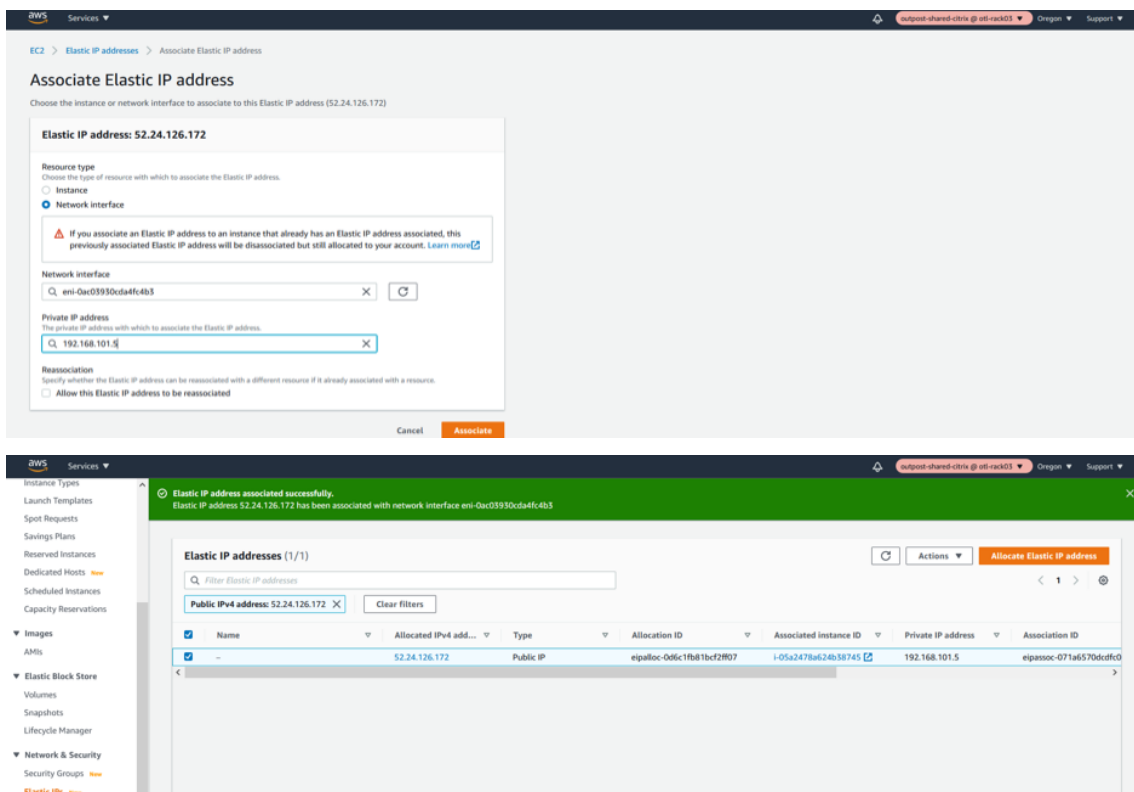 aws Services ▼ outpost-shared-citrix @ otl-rack03 ▼ Oregon ▼ Support ▼
EC2 > Elastic IP addresses > Associate Elastic IP address
Associate Elastic IP address
Choose the instance or network interface to associate to this Elastic IP address (52.24.126.172)
Elastic IP address: 52.24.126.172
Resource type
Choose the type of resource with which to associate the Elastic IP address.
Instance
Network interface
If you associate an Elastic IP address to an instance that already has an Elastic IP address associated, this
previously associated Elastic IP address will be disassociated but still allocated to your account. Learn more
Network interface
eni-0ac03930cda4fc4b3
Private IP address
The private IP address with which to associate the Elastic IP address.
192.168.101.5
Reassociation
Specify whether the Elastic IP address can be reassociated with a different resource if it already associated with a resource.
Allow this Elastic IP address to be reassociated
Cancel Associate
aws Services ▼ outpost-shared-citrix @ otl-rack03 ▼ Oregon ▼ Support ▼
Instance Types
Launch Templates
Spot Requests
Savings Plans
Reserved Instances
Dedicated Hosts New
Scheduled Instances
Capacity Reservations
▼ Images
AMIs
▼ Elastic Block Store
Volumes
Snapshots
Lifecycle Manager
▼ Network & Security
Security Groups New
Elastic IPs New
Elastic IP address associated successfully.
Elastic IP address 52.24.126.172 has been associated with network interface eni-0ac03930cda4fc4b3
Elastic IP addresses (1/1) Actions ▼ Allocate Elastic IP address
Filter Elastic IP addresses < 1 >
Public IPv4 address: 52.24.126.172 Clear filters
Name Allocated IPv4 add... Type Allocation ID Associated instance ID Private IP address Association ID
– 52.24.126.172 Public IP eipalloc-0d6c1fb81bcf2ff07 i-05a2478a624b38745 192.168.101.5 eipassoc-071a6570dcdfc0